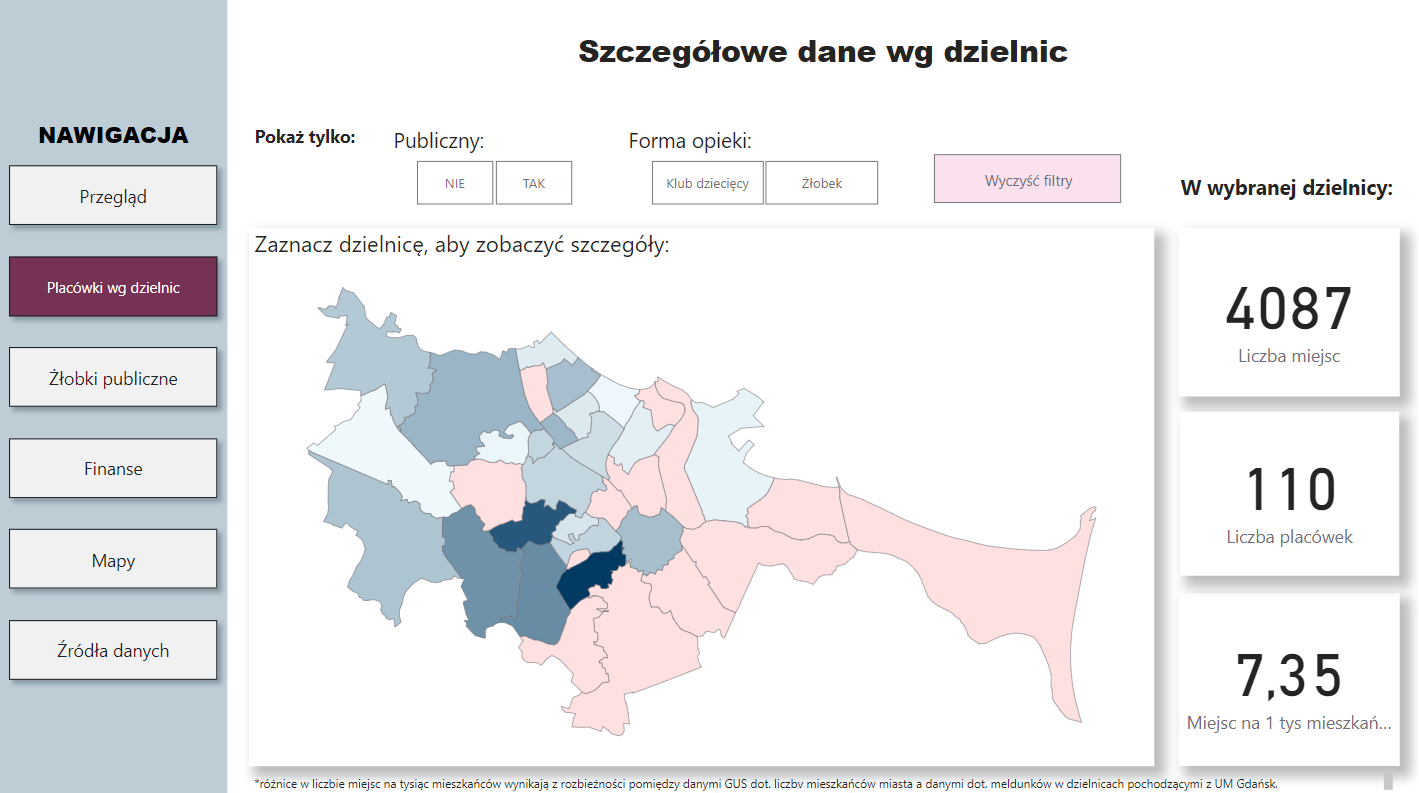 Szczegółowe dane wg dzielnic
NAWIGACJA
Przegląd
Placówki wg dzielnic
Żłobki publiczne
Finanse
Mapy
Źródła danych
Pokaż tylko:
Publiczny:
NIE
TAK
Forma opieki:
Klub dziecięcy
Żłobek
Wyczyść filtry
W wybranej dzielnicy:
Zaznacz dzielnicę, aby zobaczyć szczegóły:
4087
Liczba miejsc
110
Liczba placówek
7,35
Miejsc na 1 tys mieszkań...
*różnice w liczbie miejsc na tysiąc mieszkańców wynikają z rozbieżności pomiędzy danymi GUS dot. liczby mieszkańców miasta a danymi dot. meldunków w dzielnicach pochodzącymi z UM Gdańsk.